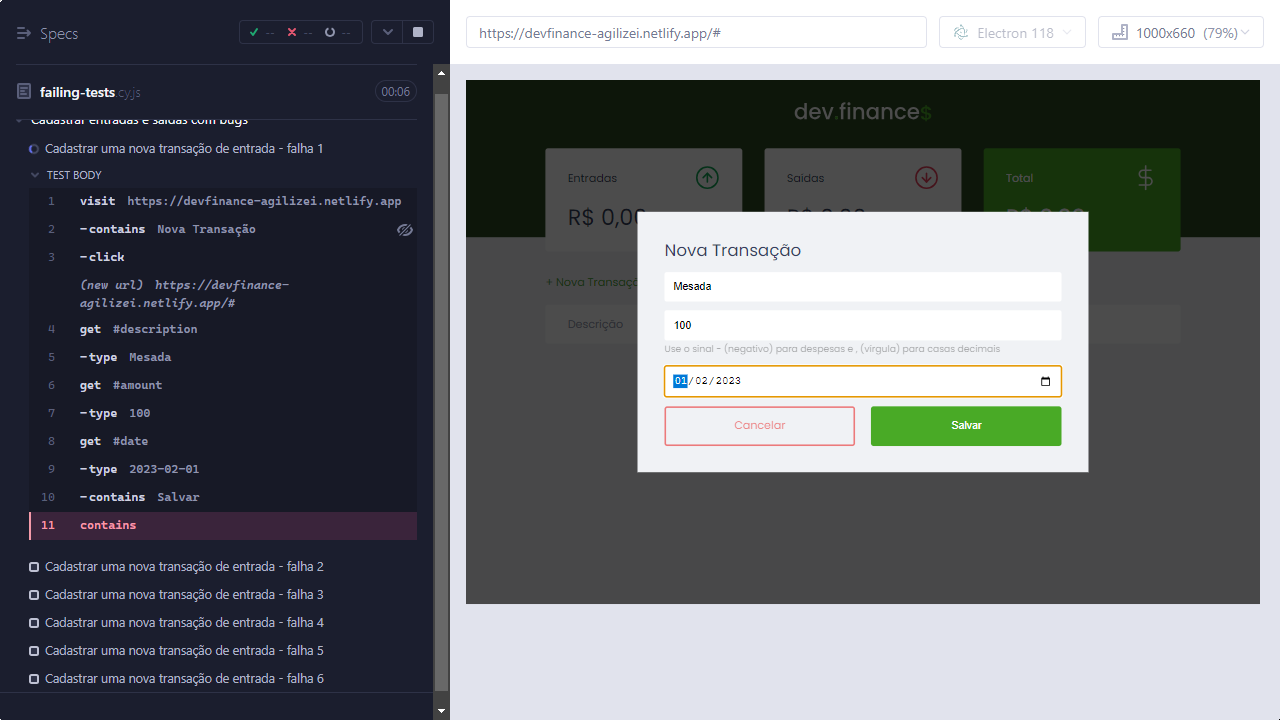 Specs
--
--
--
failing-tests.cy.js
00:06
Cadastrar entradas e saídas com bugs
Cadastrar uma nova transação de entrada - falha 1
TEST BODY
1 visit https://devfinance-agilizei.netlify.app
2 -contains Nova Transação
3 -click
(new url) https://devfinance-
agilizei.netlify.app/#
4 get #description
5 -type Mesada
6 get #amount
7 -type 100
8 get #date
9 -type 2023-02-01
10 -contains Salvar
11 contains
Cadastrar uma nova transação de entrada - falha 2
Cadastrar uma nova transação de entrada - falha 3
Cadastrar uma nova transação de entrada - falha 4
Cadastrar uma nova transação de entrada - falha 5
Cadastrar uma nova transação de entrada - falha 6
https://devfinance-agilizei.netlify.app/#
Electron 118
1000x660 (79%)
dev.finance$
Entradas
R$ 0,00
Saídas
R$ 0,00
Total
$
R$ 0,00
+ Nova Transaçã
Descrição
Nova Transação
Mesada
100
Use o sinal - (negativo) para despesas e , (vírgula) para casas decimais
01/02/2023
Cancelar
Salvar